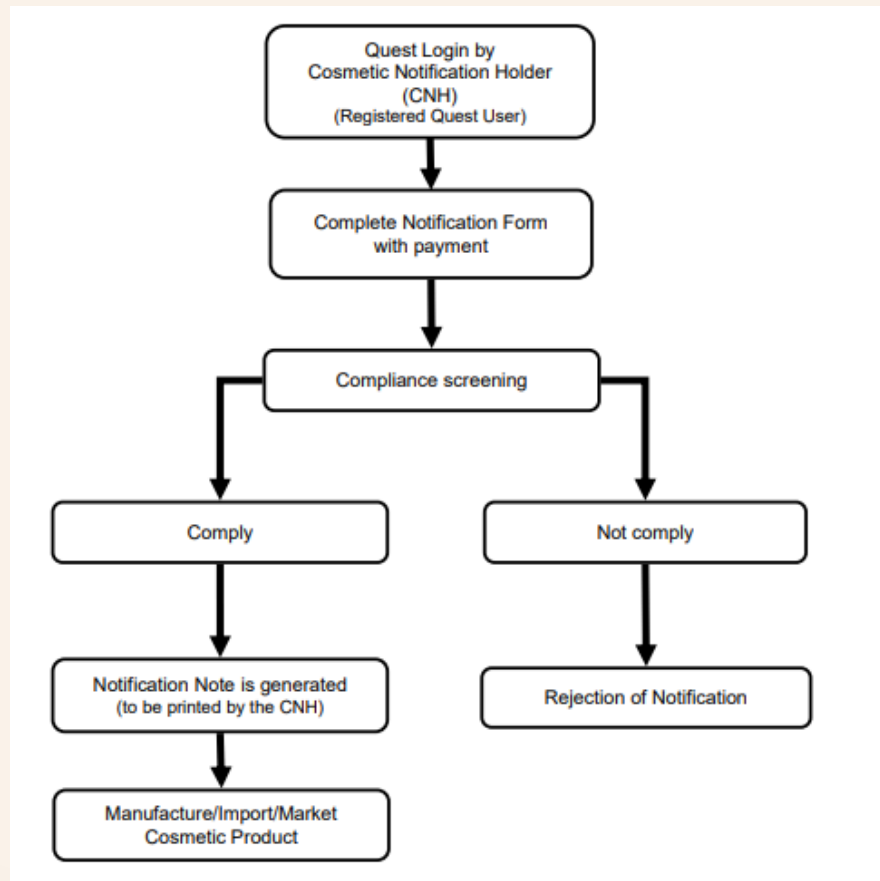 Quest Login by
Cosmetic Notification Holder
(CNH)
(Registered Quest User)
Complete Notification Form
with payment
Compliance screening
Comply
Not comply
Notification Note is generated
(to be printed by the CNH)
Rejection of Notification
Manufacture/Import/Market
Cosmetic Product